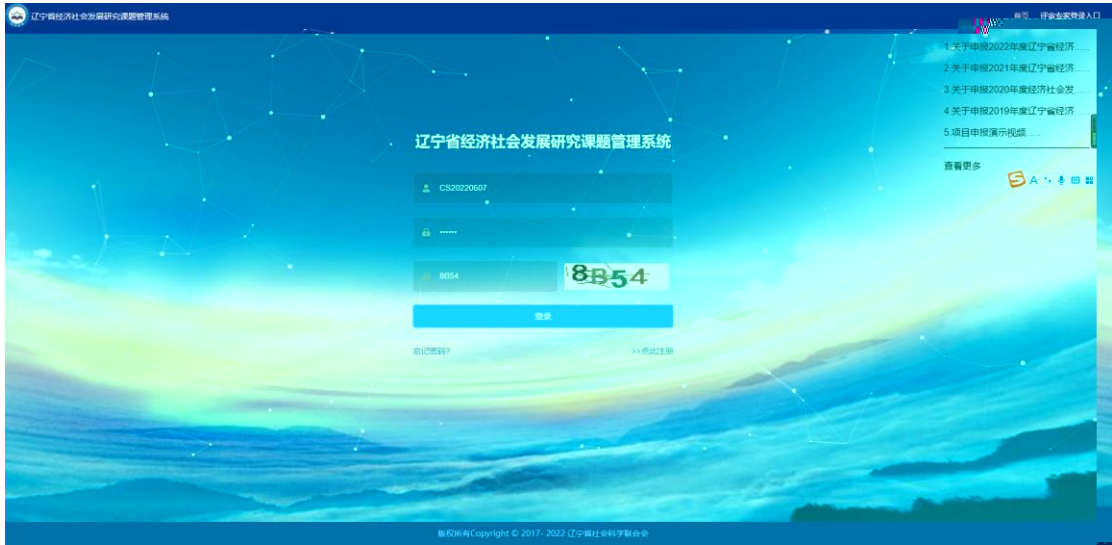 辽宁省经济社会发展研究课题管理系统
首页 评审专家登录入口
1.关于申报2022年度辽宁省经济......
2.关于申报2021年度辽宁省经济......
3.关于申报2020年度经济社会发......
4.关于申报2019年度辽宁省经济......
5.项目申报演示视频......
查看更多
辽宁省经济社会发展研究课题管理系统
CS20220607
······
8B54
8B54
登录
忘记密码?
>>点此注册
版权所有Copyright © 2017- 2022 辽宁省社会科学联合会